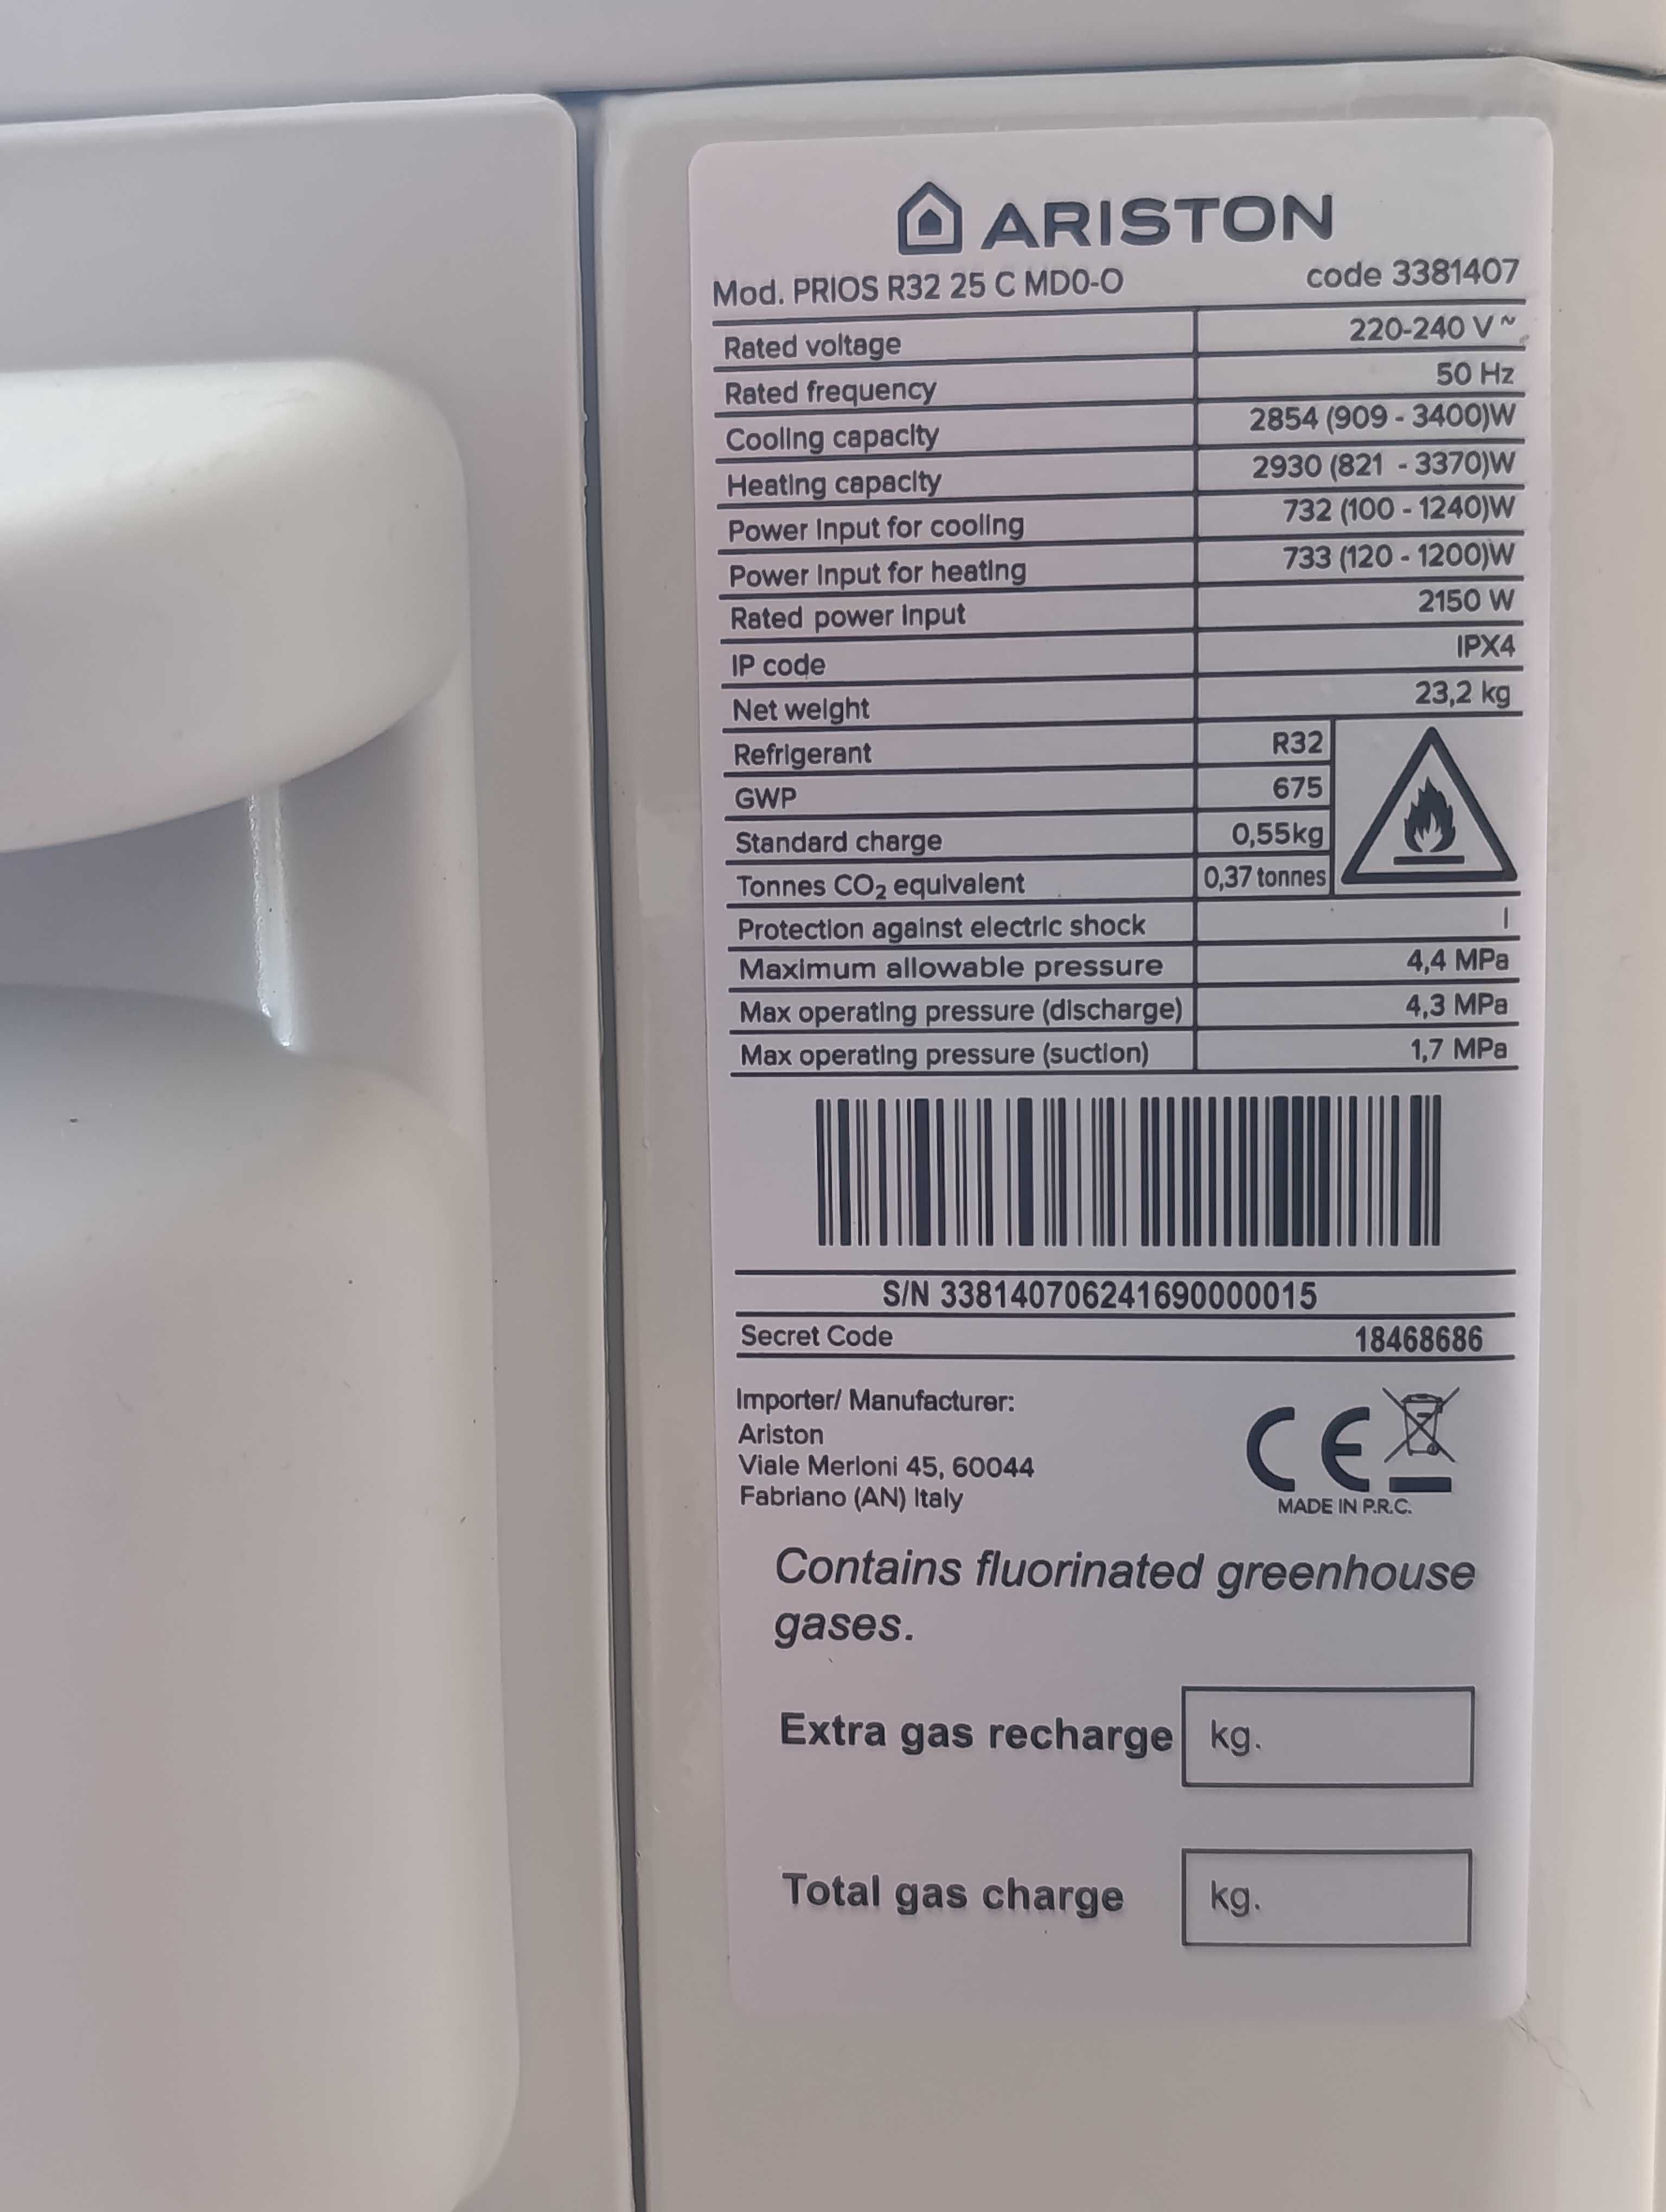 ARISTON
Mod. PRIOS R32 25 C MD0-O code 3381407
Rated voltage 220-240 V ~
Rated frequency 50 Hz
Cooling capacity 2854 (909 - 3400)W
Heating capacity 2930 (821 - 3370)W
Power Input for cooling 732 (100 - 1240)W
Power Input for heating 733 (120 - 1200)W
Rated power Input 2150 W
IP code IPX4
Net weight 23,2 kg
Refrigerant R32
GWP 675
Standard charge 0,55kg
Tonnes CO₂ equivalent 0,37 tonnes
Protection against electric shock I
Maximum allowable pressure 4,4 MPa
Max operating pressure (discharge) 4,3 MPa
Max operating pressure (suction) 1,7 MPa
S/N 338140706241690000015
Secret Code 18468686
Importer/ Manufacturer:
Ariston
Viale Merloni 45, 60044
Fabriano (AN) Italy
CE
MADE IN P.R.C.
Contains fluorinated greenhouse
gases.
Extra gas recharge kg.
Total gas charge kg.